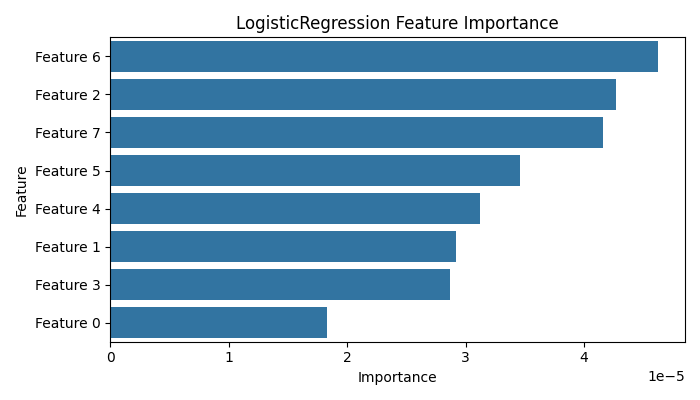 LogisticRegression Feature Importance
Feature
Feature 6
Feature 2
Feature 7
Feature 5
Feature 4
Feature 1
Feature 3
Feature 0
0 1 2 3 4
1e−5
Importance